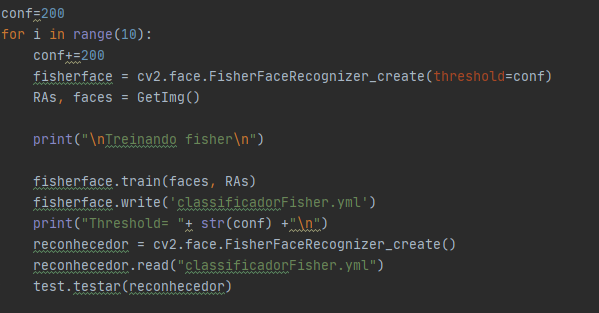 conf=200
for i in range(10):
    conf+=200
    fisherface = cv2.face.FisherFaceRecognizer_create(threshold=conf)
    RAs, faces = GetImg()

    print("\nTreinando fisher\n")

    fisherface.train(faces, RAs)
    fisherface.write('classificadorFisher.yml')
    print("Threshold= "+ str(conf) +"\n")
    reconhecedor = cv2.face.FisherFaceRecognizer_create()
    reconhecedor.read("classificadorFisher.yml")
    test.testar(reconhecedor)